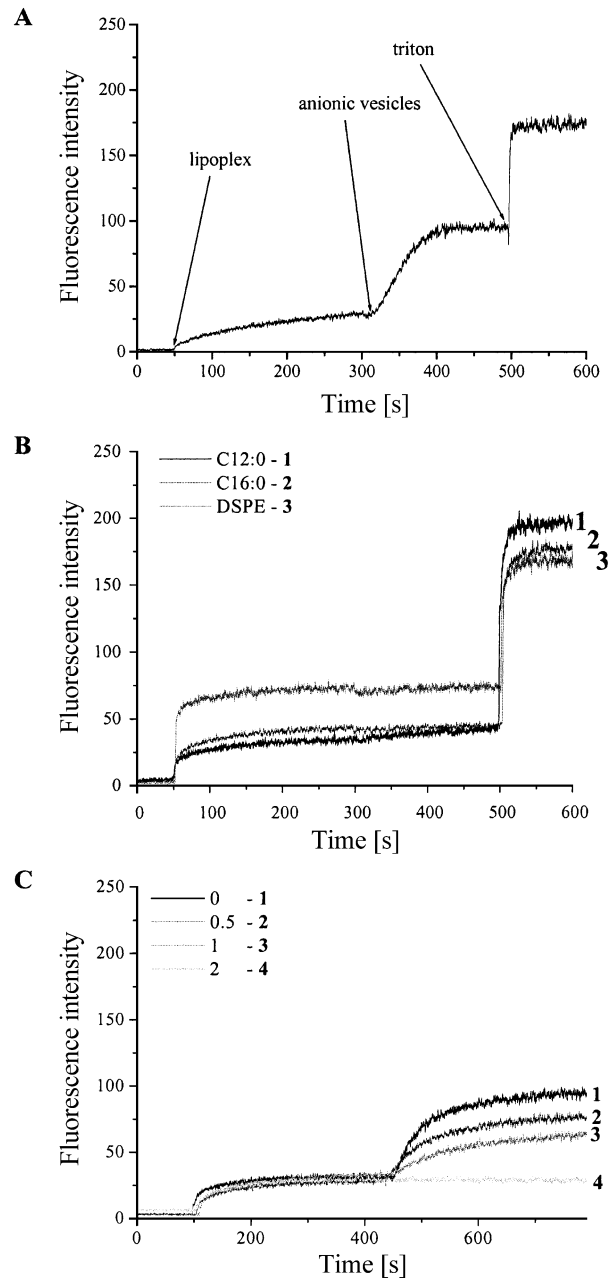 A
250
200
150
100
50
0
Fluorescence intensity
lipoplex
anionic vesicles
triton
0 100 200 300 400 500 600
Time [s]
B
250
200
150
100
50
0
Fluorescence intensity
C12:0 - 1
C16:0 - 2
DSPE - 3
1
2
3
0 100 200 300 400 500 600
Time [s]
C
250
200
150
100
50
0
Fluorescence intensity
0 - 1
0.5 - 2
1 - 3
2 - 4
1
2
3
4
0 200 400 600
Time [s]